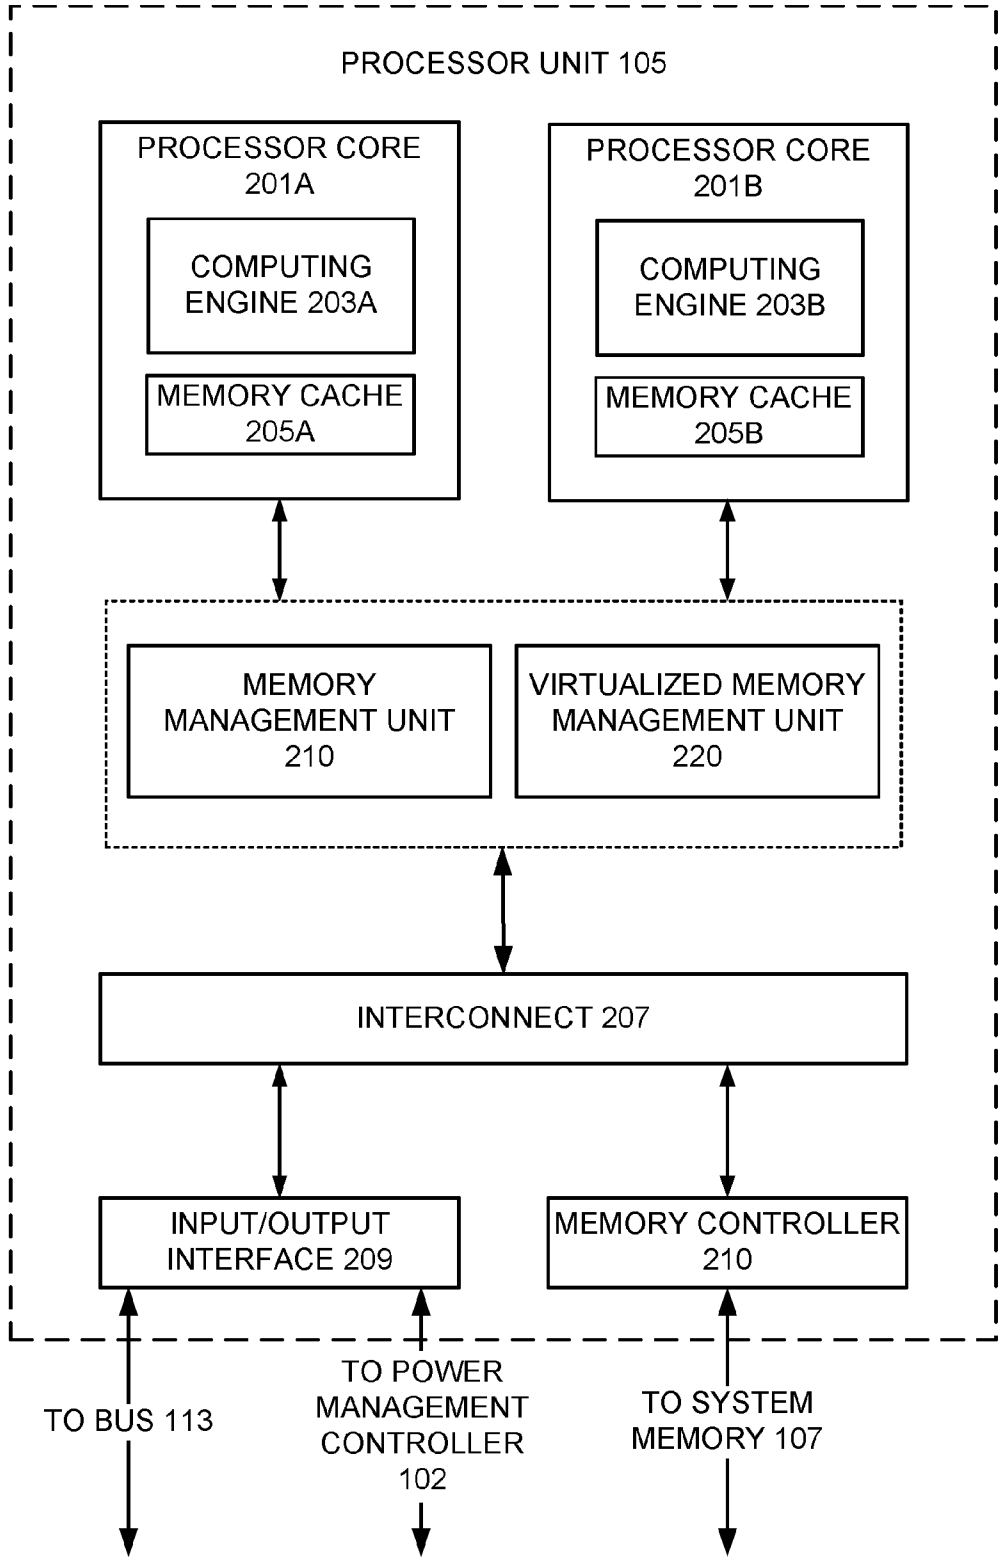 PROCESSOR UNIT 105
PROCESSOR CORE
201A
COMPUTING
ENGINE 203A
MEMORY CACHE
205A
PROCESSOR CORE
201B
COMPUTING
ENGINE 203B
MEMORY CACHE
205B
MEMORY
MANAGEMENT UNIT
210
VIRTUALIZED MEMORY
MANAGEMENT UNIT
220
INTERCONNECT 207
INPUT/OUTPUT
INTERFACE 209
MEMORY CONTROLLER
210
TO BUS 113
TO POWER
MANAGEMENT
CONTROLLER
102
TO SYSTEM
MEMORY 107